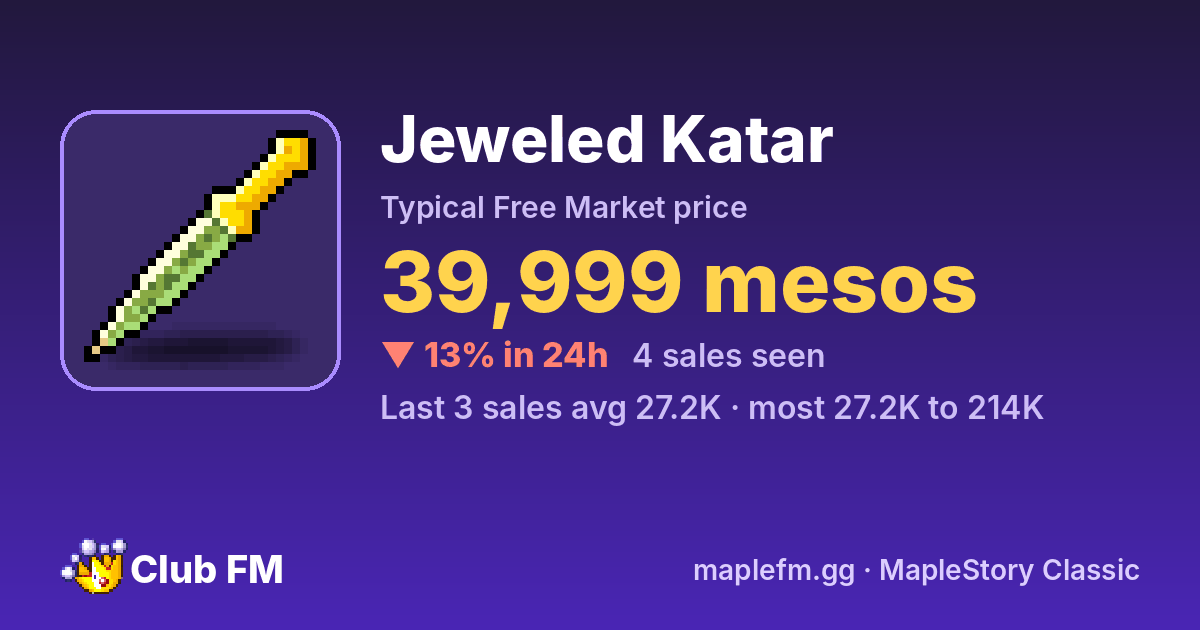 Jeweled Katar
Typical Free Market price
39,999 mesos
▼ 13% in 24h 4 sales seen
Last 3 sales avg 27.2K · most 27.2K to 214K
Club FM
maplefm.gg · MapleStory Classic